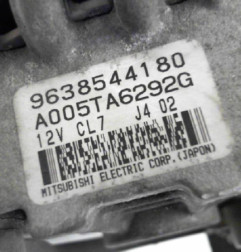 9638544180
A005TA6292G
12V CL7 J4 02
MITSUBISHI ELECTRIC CORP.(JAPON)